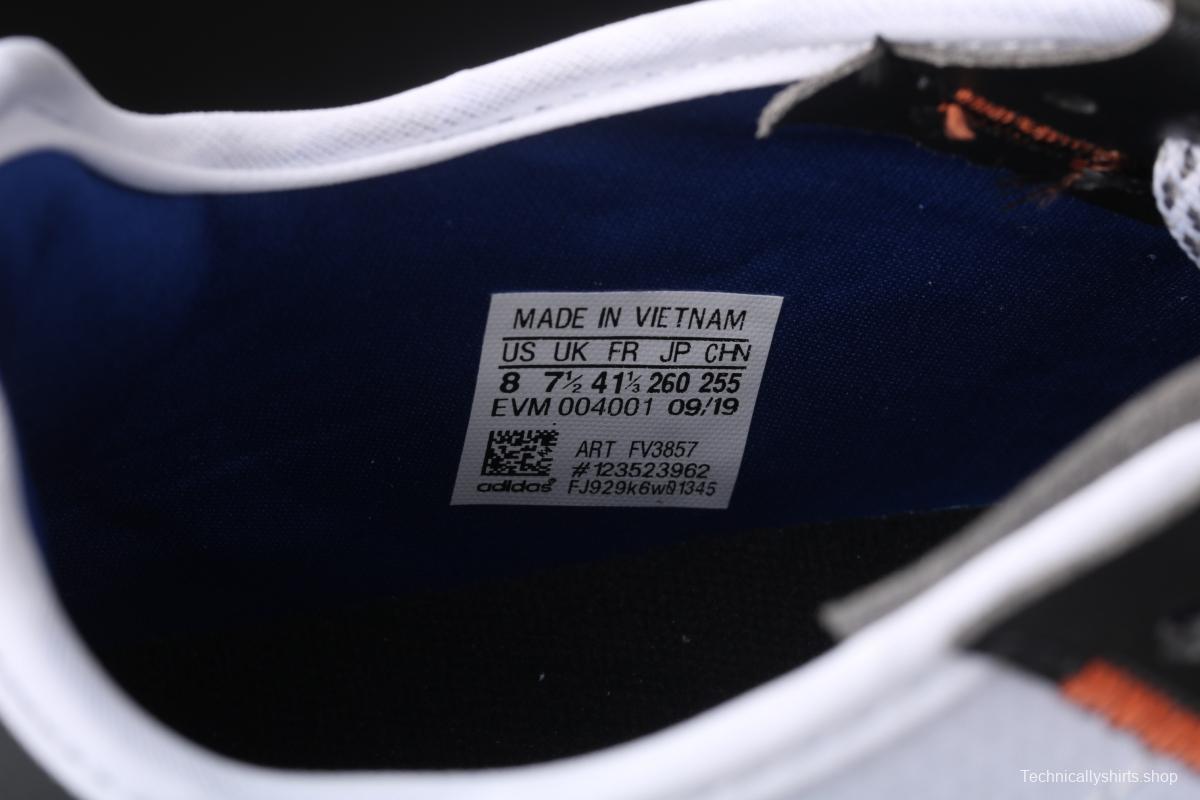 MADE IN VIETNAM
US UK FR JP CHN
8 7½ 41⅓ 260 255
EVM 004001 09/19
ART FV3857
#123523962
adidas FJ929k6w01345
Technicallyshirts.shop